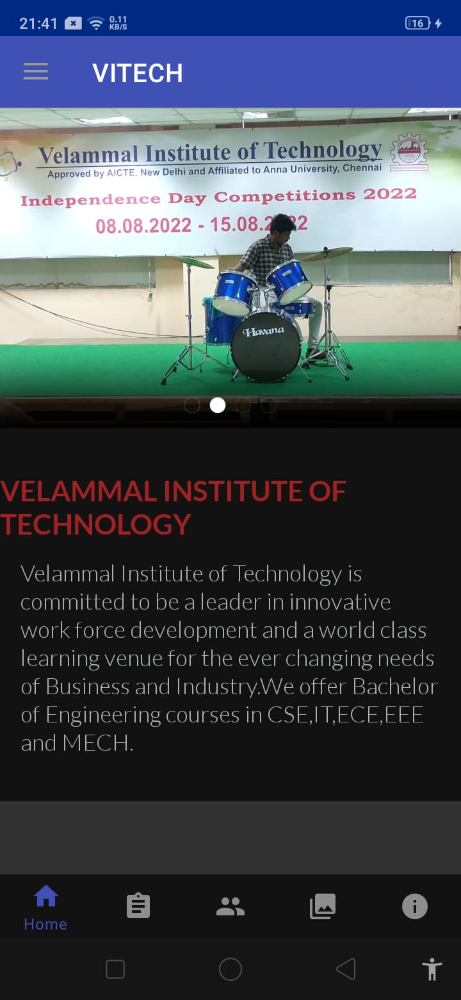 21:41
0.11
KB/S
16
VITECH
Velammal Institute of Technology
Approved by AICTE. New Delhi and Affiliated to Anna University, Chennai
Independence Day Competitions 2022
08.08.2022 - 15.08.2022
Havana
VELAMMAL INSTITUTE OF
TECHNOLOGY
Velammal Institute of Technology is
committed to be a leader in innovative
work force development and a world class
learning venue for the ever changing needs
of Business and Industry.We offer Bachelor
of Engineering courses in CSE,IT,ECE,EEE
and MECH.
Home